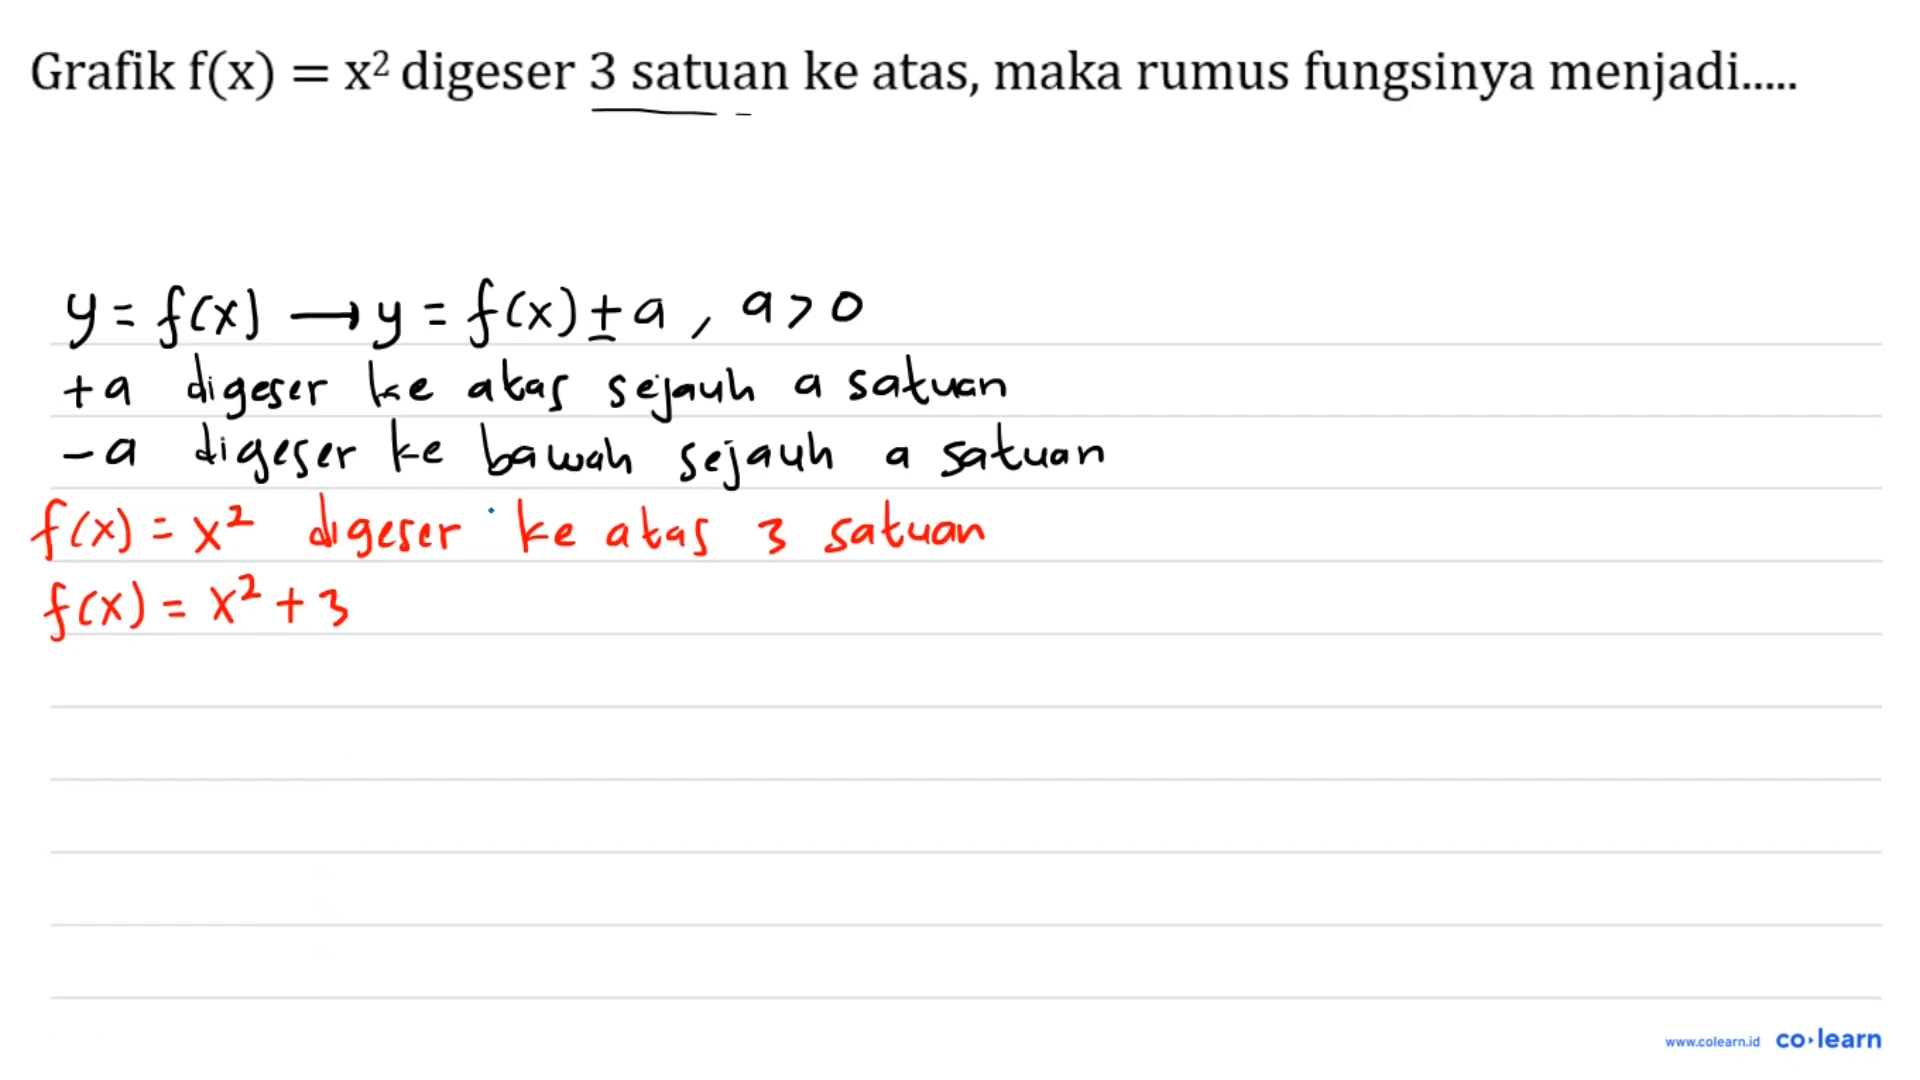 Grafik f(x) = x² digeser 3 satuan ke atas, maka rumus fungsinya menjadi.....
y = f(x) → y = f(x) ± a , a > 0
+a digeser ke atas sejauh a satuan
-a digeser ke bawah sejauh a satuan
f(x) = x² digeser ke atas 3 satuan
f(x) = x² + 3
www.colearn.id co·learn